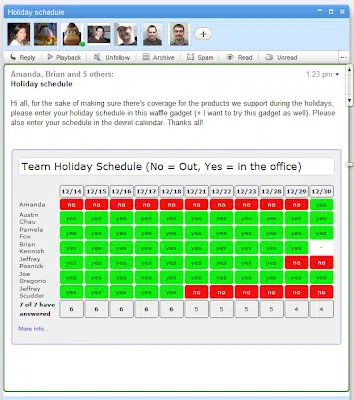 Holiday schedule
Reply Playback Unfollow Archive Spam Read Unread
Amanda, Brian and 5 others: 1:23 pm
Holiday schedule
Hi all, for the sake of making sure there's coverage for the products we support during the holidays,
please enter your holiday schedule in this waffle gadget (+ I want to try this gadget as well). Please
also enter your schedule in the devel calendar. Thanks all!
Team Holiday Schedule (No = Out, Yes = in the office)
12/14 12/15 12/16 12/17 12/18 12/21 12/22 12/23 12/28 12/29 12/30
Amanda no no no no no no no no no no yes
Austin Chau yes yes yes yes yes yes yes yes yes yes yes
Pamela Fox yes yes yes yes yes yes yes yes yes yes yes
Brian Kennish yes yes yes yes yes yes yes yes yes yes -
Jeffrey Posnick yes yes yes yes yes yes yes yes yes no no
Joe Gregorio yes yes yes yes yes yes yes yes yes yes yes
Jeffrey Scudder yes yes yes yes yes no no no no no no
7 of 7 have answered 6 6 6 6 6 5 5 5 5 4 4
More info..